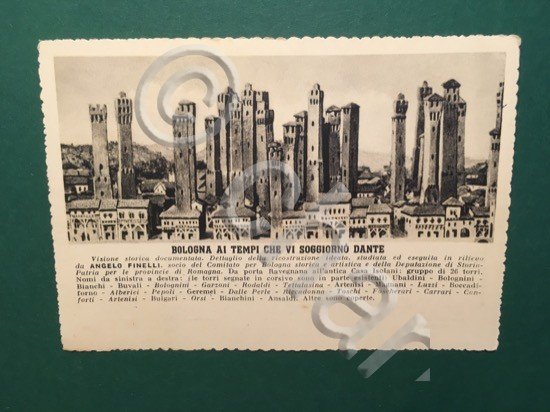 BOLOGNA AI TEMPI CHE VI SOGGIORNÒ DANTE
Visione storica documentata. Dettaglio della ricostruzione ideata, studiata ed eseguita in rilievo
da ANGELO FINELLI, socio del Comitato per Bologna storica e artistica e della Deputazione di Storia
Patria per le provincie di Romagna. Da porta Ravegnana all'antica Casa Isolani: gruppo di 26 torri.
Nomi da sinistra a destra: (le torri segnate in corsivo sono in parte esistenti) Ubaldini - Bolognini -
Bianchi - Buvali - Bolognini - Garzoni - Rodaldi - Tettalasina - Artenisi - Luzzi - Boccadi-
ferro - Alberici - Pepoli - Geremei - Dalle Perle - Riccadonna - Toschi - Foscherari - Carrari - Con-
forti - Artenisi - Bulgari - Orsi - Bianchini - Ansaldi. Altre sono coperte.